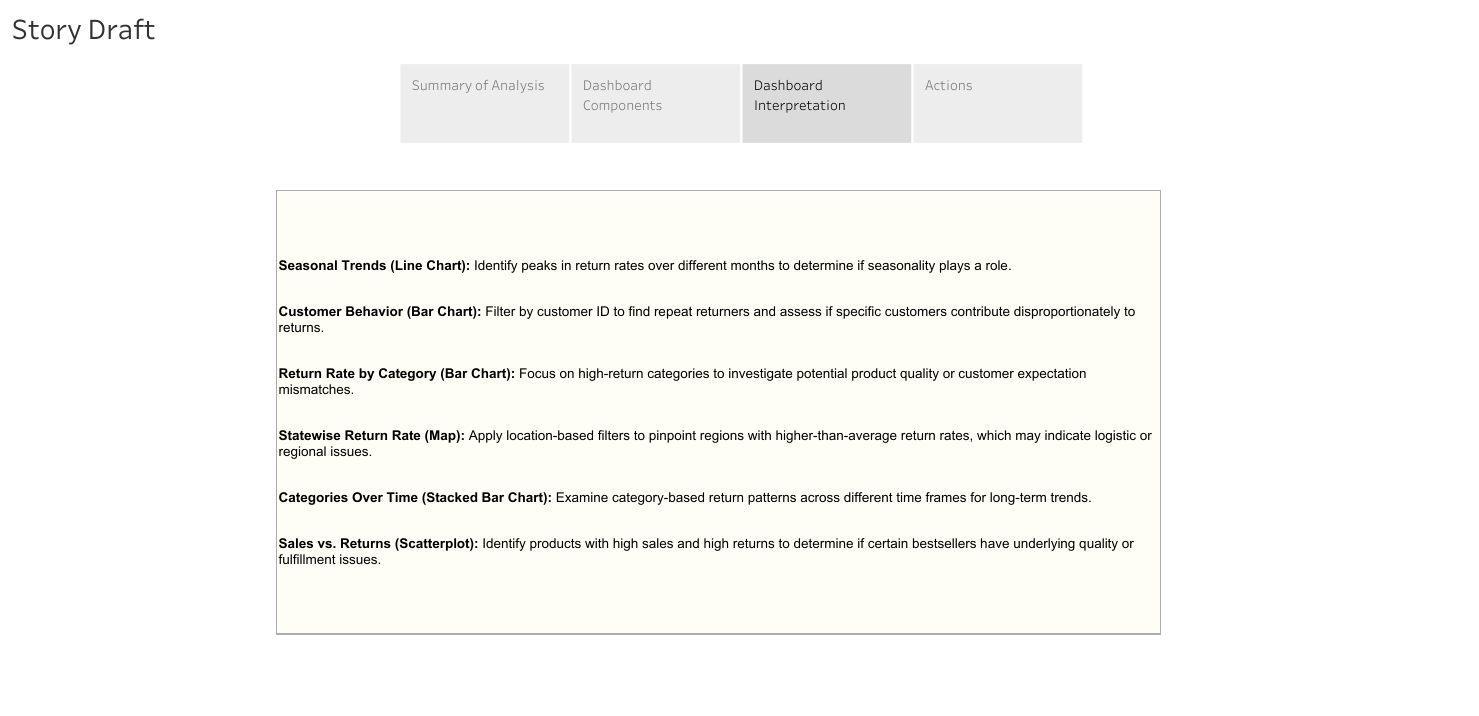 Story Draft
Summary of Analysis
Dashboard
Components
Dashboard
Interpretation
Actions
Seasonal Trends (Line Chart): Identify peaks in return rates over different months to determine if seasonality plays a role.
Customer Behavior (Bar Chart): Filter by customer ID to find repeat returners and assess if specific customers contribute disproportionately to
returns.
Return Rate by Category (Bar Chart): Focus on high-return categories to investigate potential product quality or customer expectation
mismatches.
Statewise Return Rate (Map): Apply location-based filters to pinpoint regions with higher-than-average return rates, which may indicate logistic or
regional issues.
Categories Over Time (Stacked Bar Chart): Examine category-based return patterns across different time frames for long-term trends.
Sales vs. Returns (Scatterplot): Identify products with high sales and high returns to determine if certain bestsellers have underlying quality or
fulfillment issues.